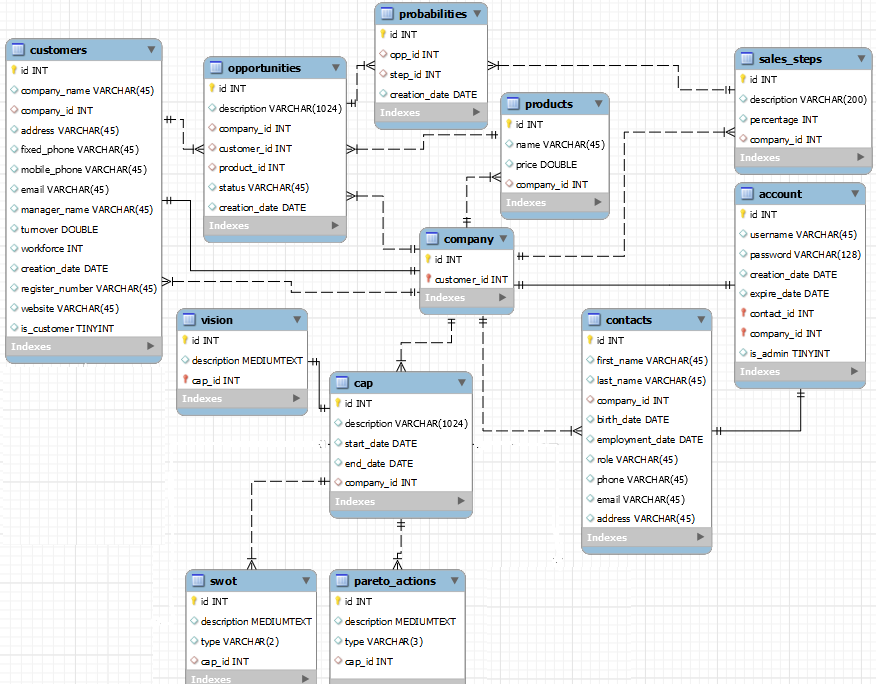 customers
id INT
company_name VARCHAR(45)
company_id INT
address VARCHAR(45)
fixed_phone VARCHAR(45)
mobile_phone VARCHAR(45)
email VARCHAR(45)
manager_name VARCHAR(45)
turnover DOUBLE
workforce INT
creation_date DATE
register_number VARCHAR(45)
website VARCHAR(45)
is_customer TINYINT
Indexes
opportunities
id INT
description VARCHAR(1024)
company_id INT
customer_id INT
product_id INT
status VARCHAR(45)
creation_date DATE
Indexes
probabilities
id INT
opp_id INT
step_id INT
creation_date DATE
Indexes
products
id INT
name VARCHAR(45)
price DOUBLE
company_id INT
Indexes
sales_steps
id INT
description VARCHAR(200)
percentage INT
company_id INT
Indexes
company
id INT
customer_id INT
Indexes
account
id INT
username VARCHAR(45)
password VARCHAR(128)
creation_date DATE
expire_date DATE
contact_id INT
company_id INT
is_admin TINYINT
Indexes
vision
id INT
description MEDIUMTEXT
cap_id INT
Indexes
cap
id INT
description VARCHAR(1024)
start_date DATE
end_date DATE
company_id INT
Indexes
contacts
id INT
first_name VARCHAR(45)
last_name VARCHAR(45)
company_id INT
birth_date DATE
employment_date DATE
role VARCHAR(45)
phone VARCHAR(45)
email VARCHAR(45)
address VARCHAR(45)
Indexes
swot
id INT
description MEDIUMTEXT
type VARCHAR(2)
cap_id INT
Indexes
pareto_actions
id INT
description MEDIUMTEXT
type VARCHAR(3)
cap_id INT